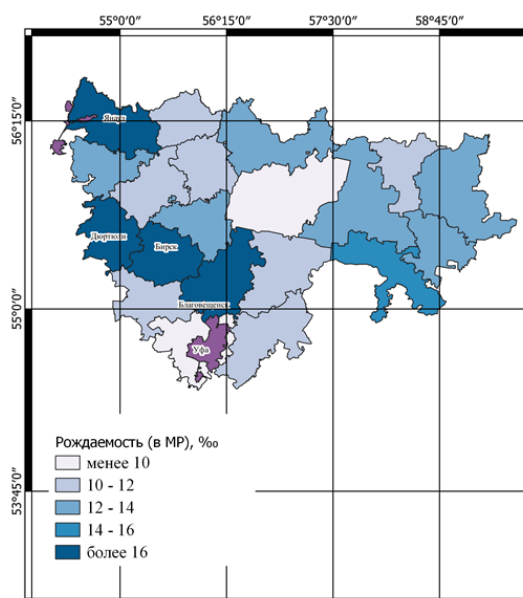 55°0'0" 56°15'0" 57°30'0" 58°45'0"
56°15'0"
Янаул
Дюртюли
Бирск
55°0'0"
Благовещенск
Уфа
53°45'0"
Рождаемость (в МР), ‰
менее 10
10 - 12
12 - 14
14 - 16
более 16